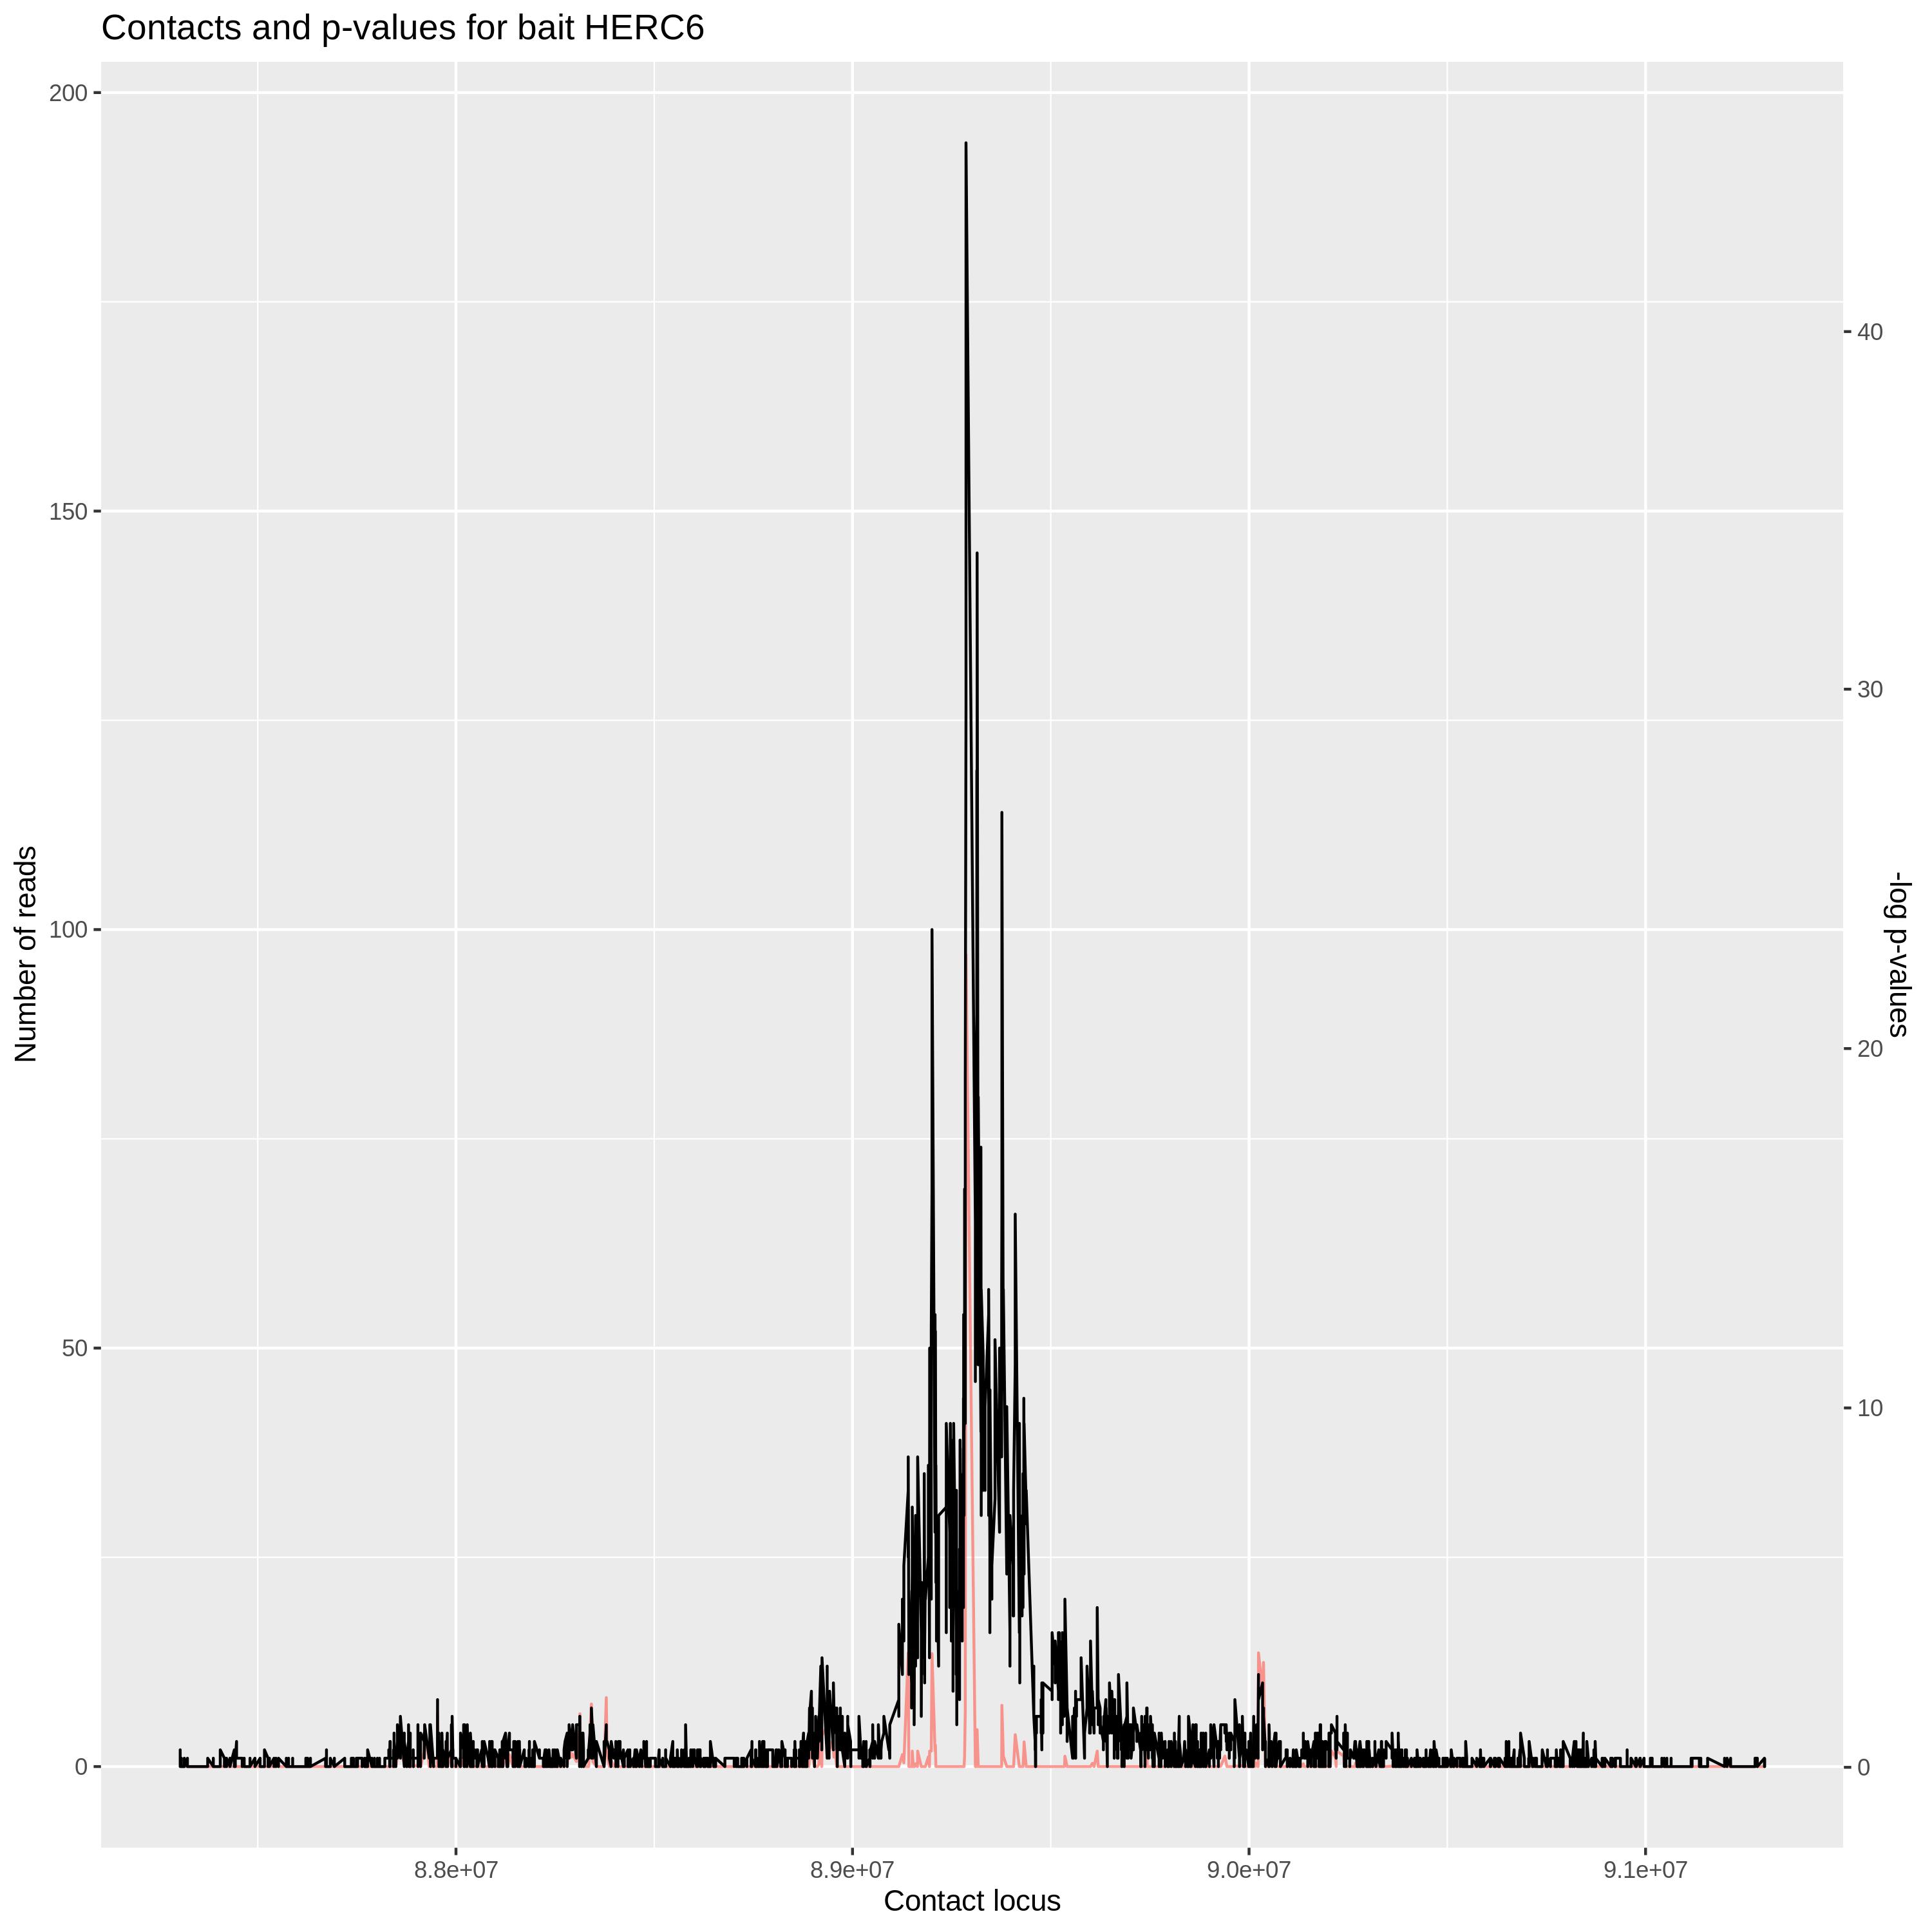 Contacts and p-values for bait HERC6
200
150
100
50
0
Number of reads
40
30
20
10
0
-log p-values
8.8e+07
8.9e+07
9.0e+07
9.1e+07
Contact locus